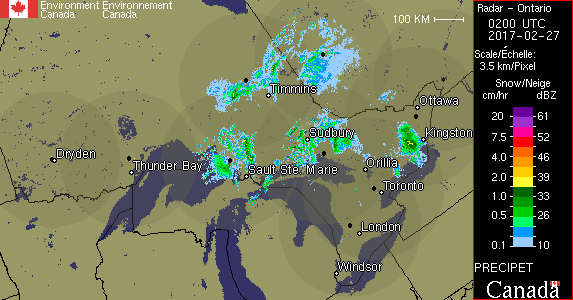 Environment Environnement
Canada Canada
100 KM
Timmins
Ottawa
Sudbury
Kingston
Dryden
Thunder Bay
Sault Ste. Marie
Orillia
Toronto
London
Windsor
Radar - Ontario
0200 UTC
2017-02-27
Scale/Échelle:
3.5 km/Pixel
Snow/Neige
cm/hr dBZ
20 61
7.5 57
5.5 52
4.0 46
2.0 39
1.0 33
0.5 26
0.1 10
PRECIPET
Canada